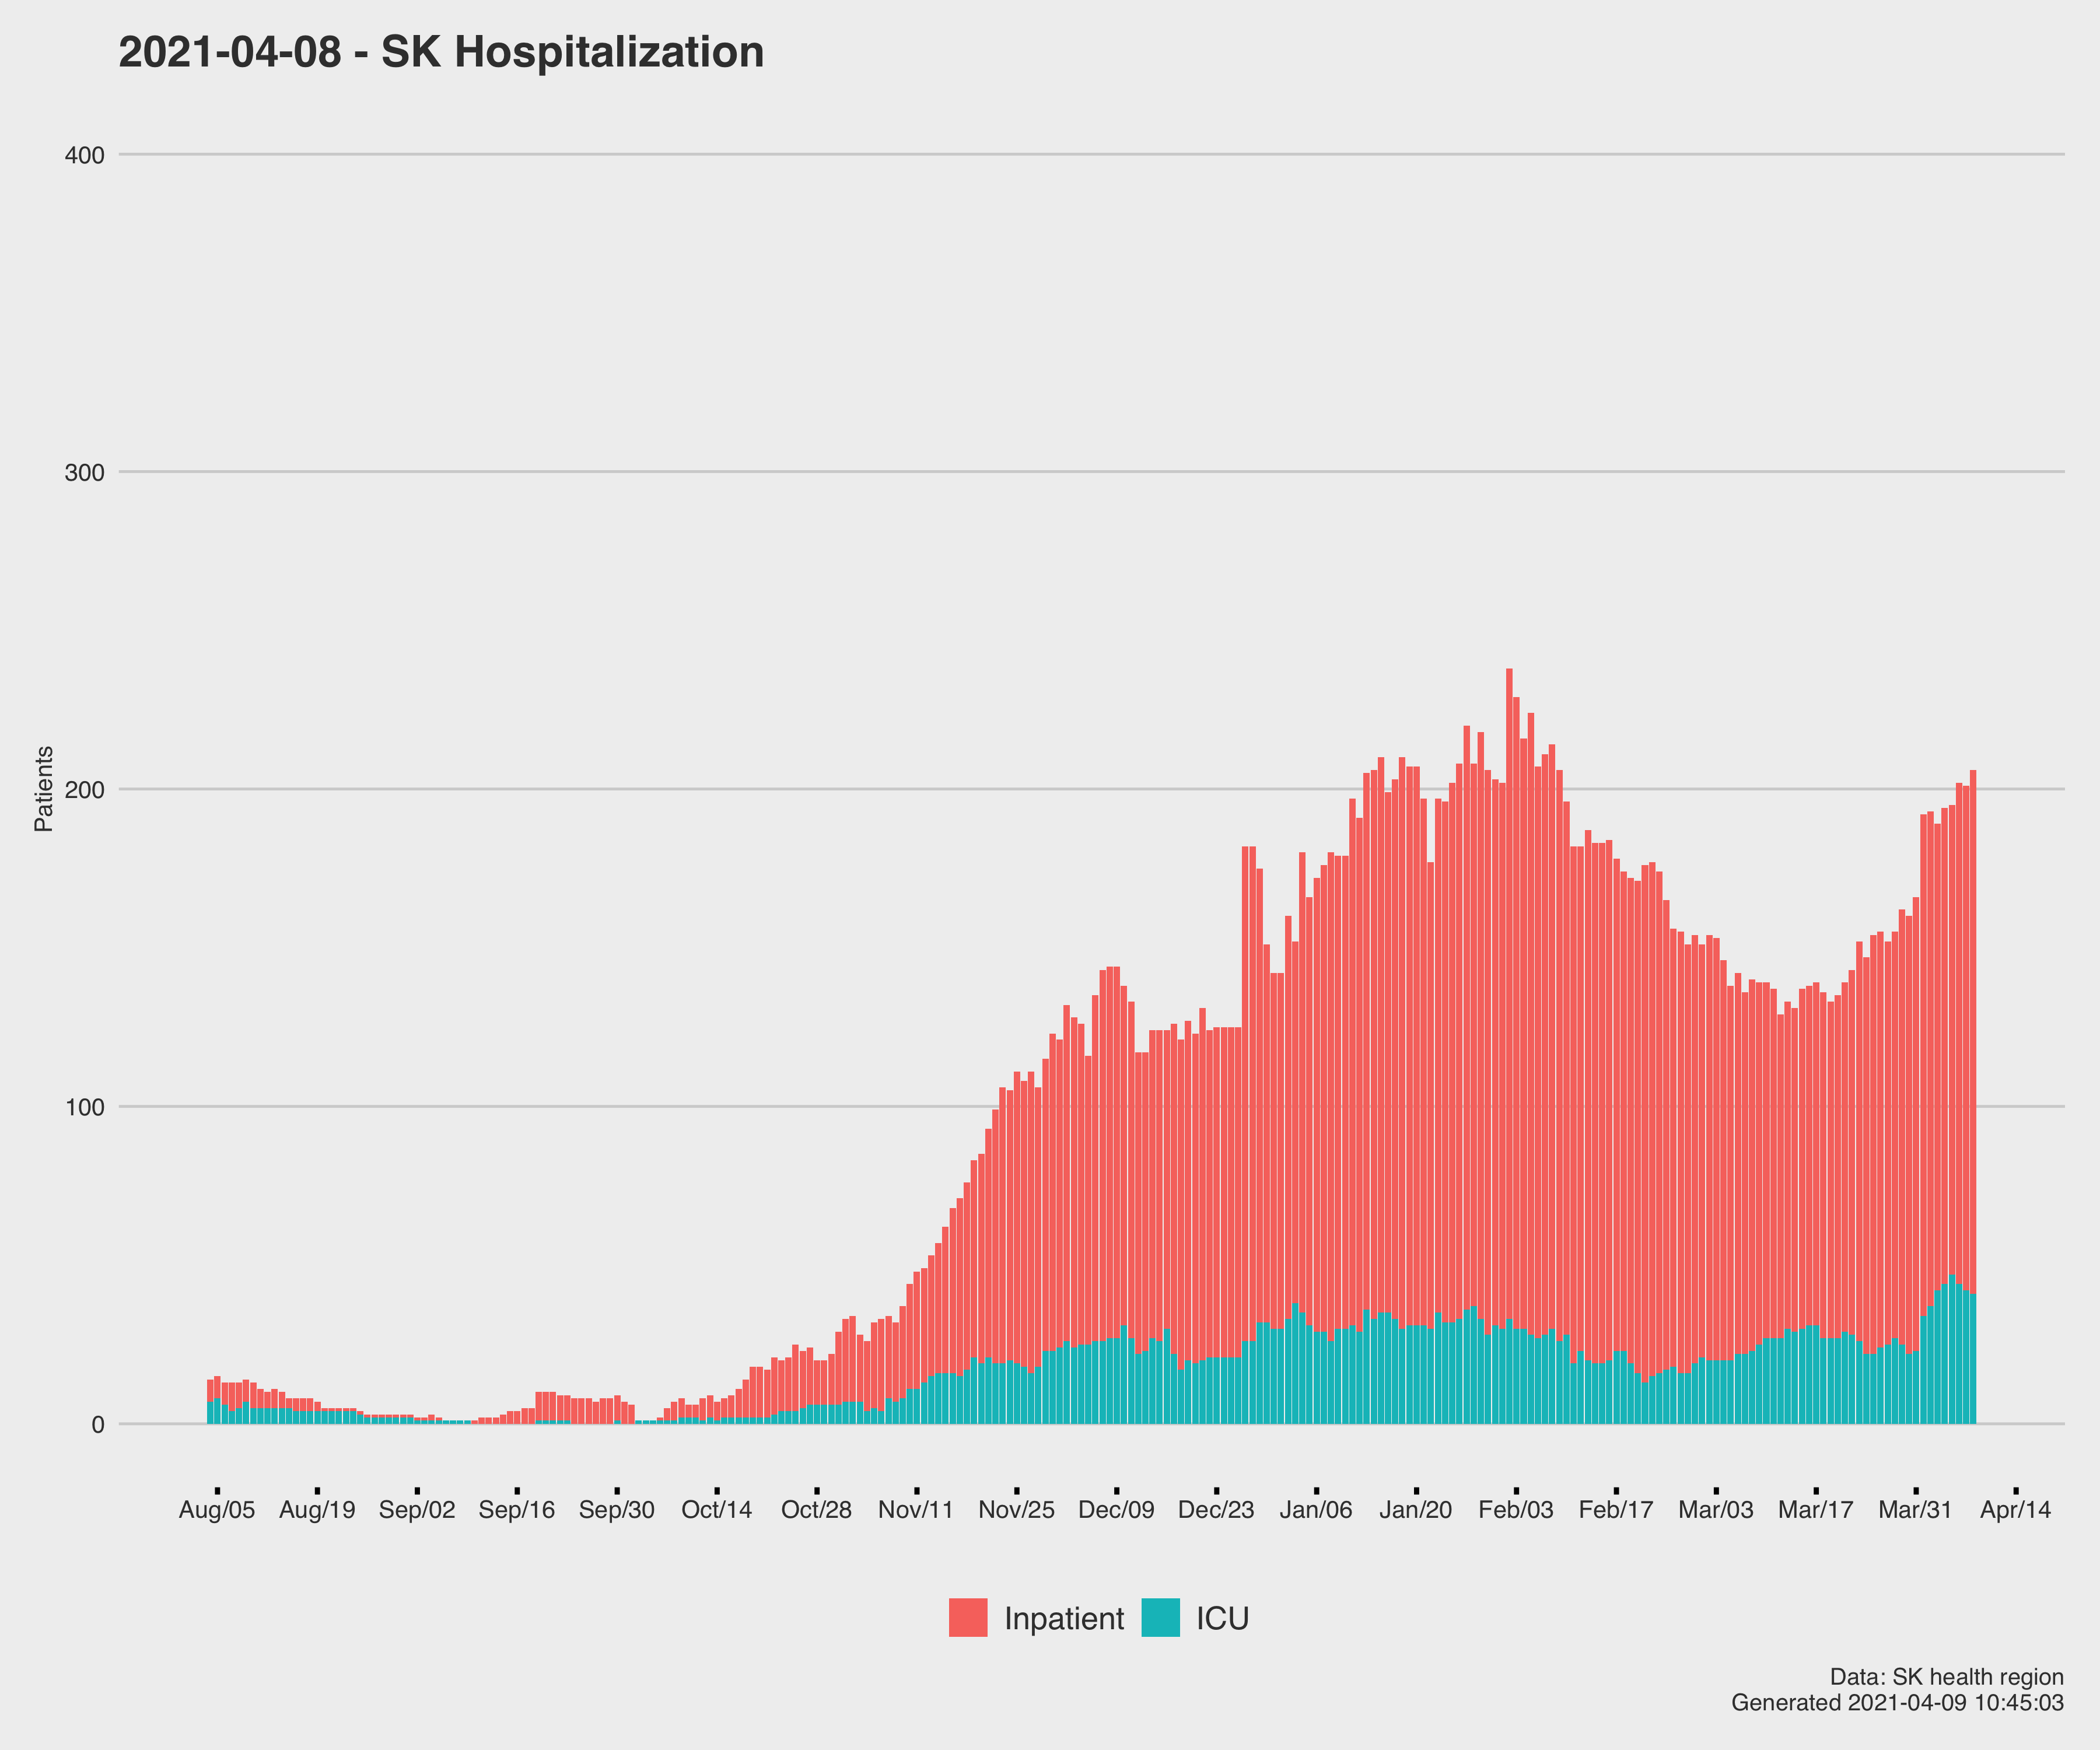 2021-04-08 - SK Hospitalization
400
300
200
100
0
Patients
Aug/05 Aug/19 Sep/02 Sep/16 Sep/30 Oct/14 Oct/28 Nov/11 Nov/25 Dec/09 Dec/23 Jan/06 Jan/20 Feb/03 Feb/17 Mar/03 Mar/17 Mar/31 Apr/14
Inpatient ICU
Data: SK health region
Generated 2021-04-09 10:45:03